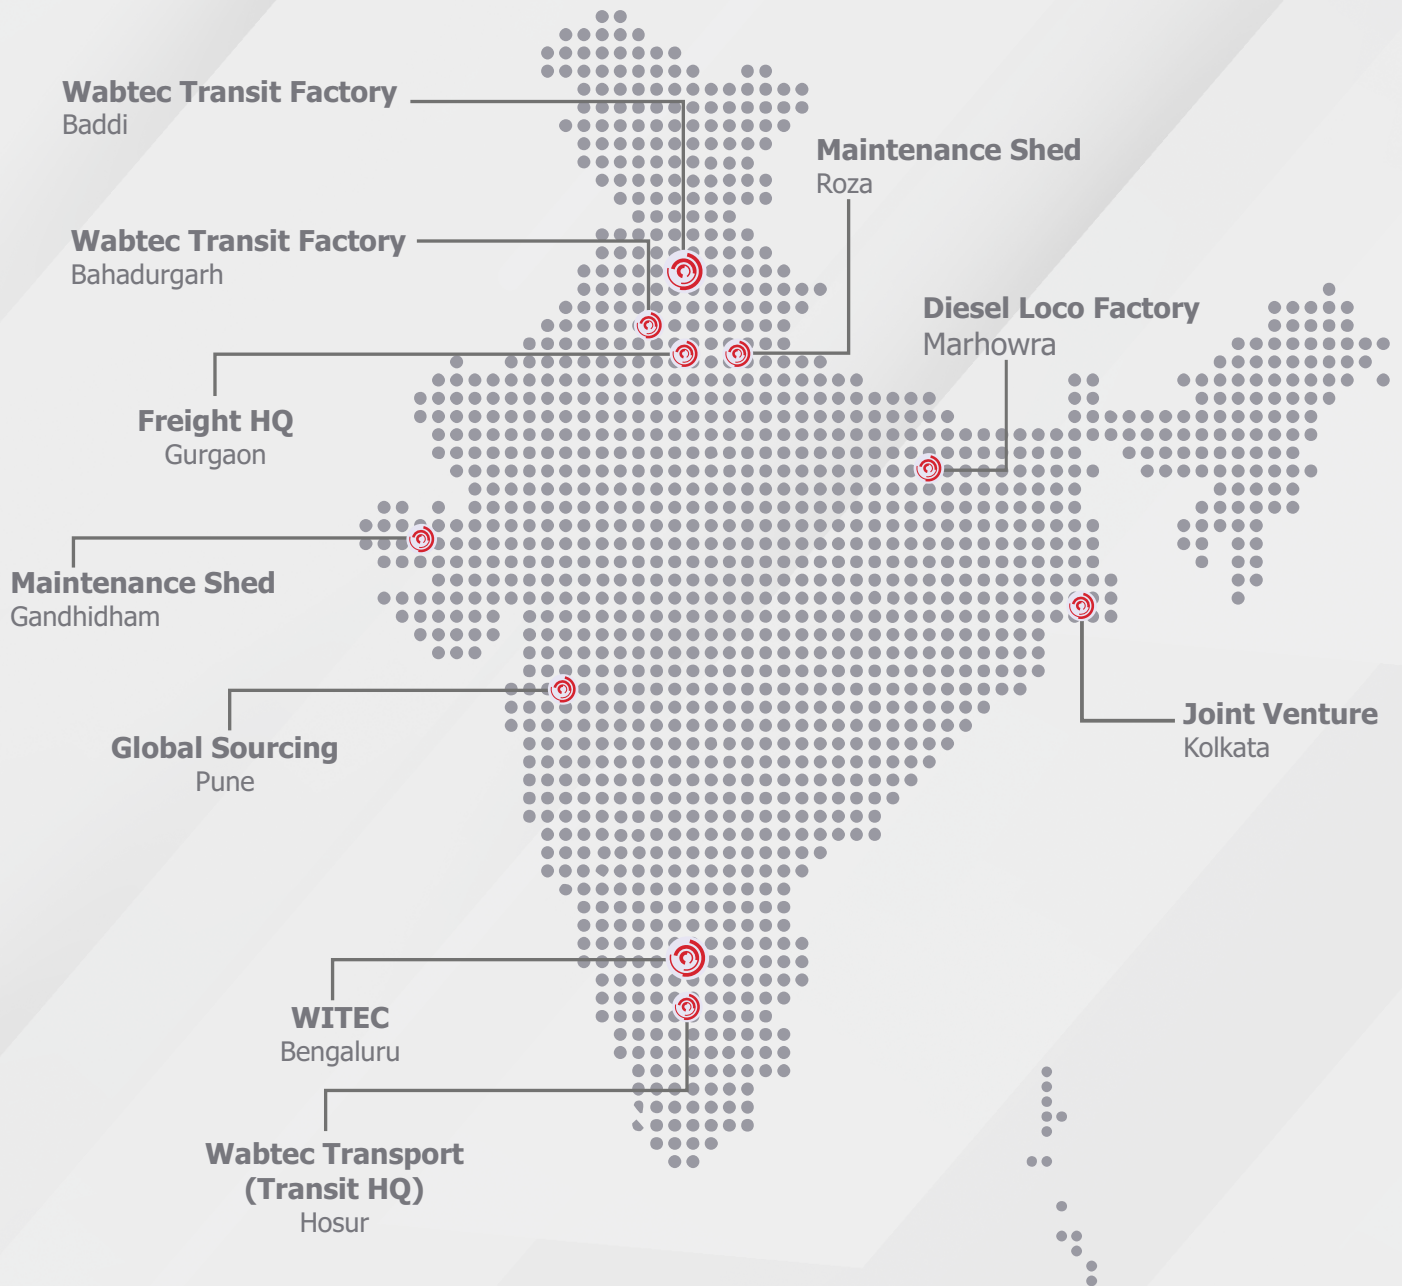 Wabtec Transit Factory
Baddi
Maintenance Shed
Roza
Wabtec Transit Factory
Bahadurgarh
Diesel Loco Factory
Marhowra
Freight HQ
Gurgaon
Maintenance Shed
Gandhidham
Joint Venture
Kolkata
Global Sourcing
Pune
WITEC
Bengaluru
Wabtec Transport
(Transit HQ)
Hosur